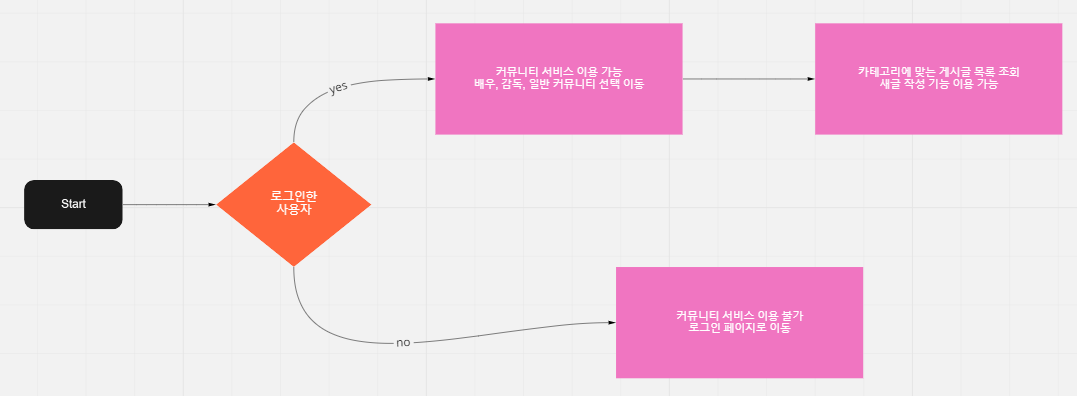 Start
로그인한
사용자
yes
커뮤니티 서비스 이용 가능
배우, 감독, 일반 커뮤니티 선택 이동
카테고리에 맞는 게시글 목록 조회
새글 작성 기능 이용 가능
no
커뮤니티 서비스 이용 불가
로그인 페이지로 이동